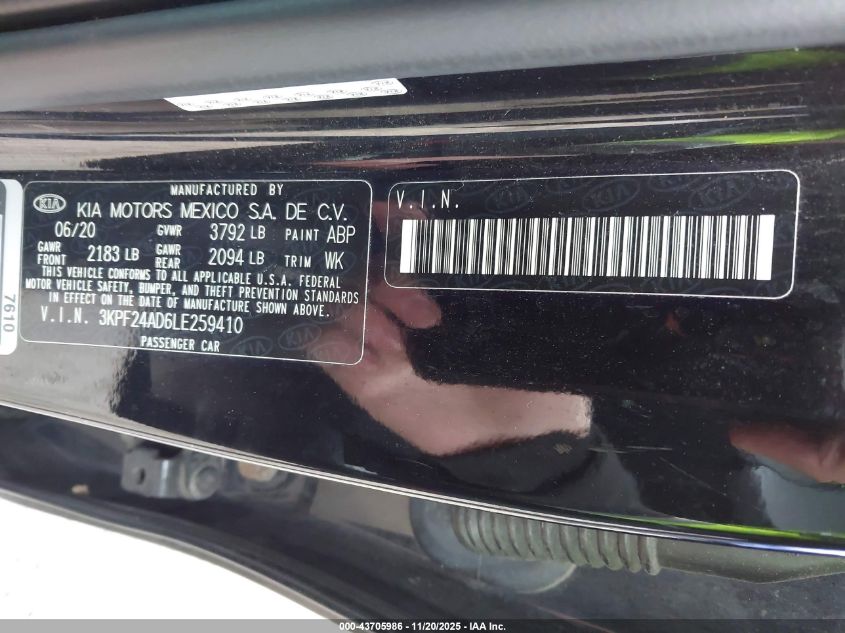 MANUFACTURED BY
KIA KIA MOTORS MEXICO S.A. DE C.V.
06/20 GVWR 3792 LB PAINT ABP
GAWR FRONT 2183 LB GAWR REAR 2094 LB TRIM WK
THIS VEHICLE CONFORMS TO ALL APPLICABLE U.S.A. FEDERAL
MOTOR VEHICLE SAFETY, BUMPER, AND THEFT PREVENTION STANDARDS
IN EFFECT ON THE DATE OF MANUFACTURE SHOWN ABOVE.
V.I.N. 3KPF24AD6LE259410
PASSENGER CAR
V.I.N.
7610
000-43705986 - 11/20/2025 - IAA Inc.